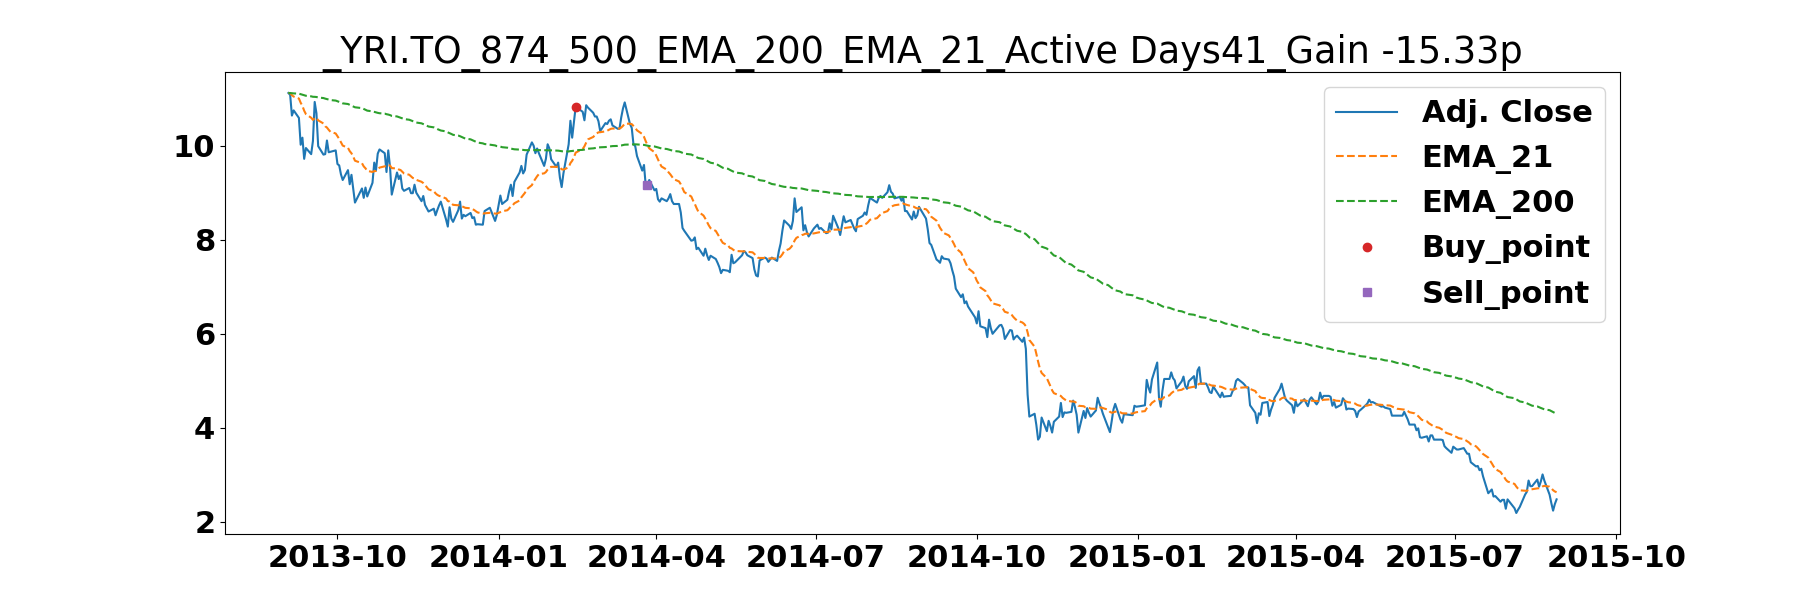 _YRI.TO_874_500_EMA_200_EMA_21_Active Days41_Gain -15.33p
Adj. Close
EMA_21
EMA_200
Buy_point
Sell_point
10
8
6
4
2
2013-10 2014-01 2014-04 2014-07 2014-10 2015-01 2015-04 2015-07 2015-10